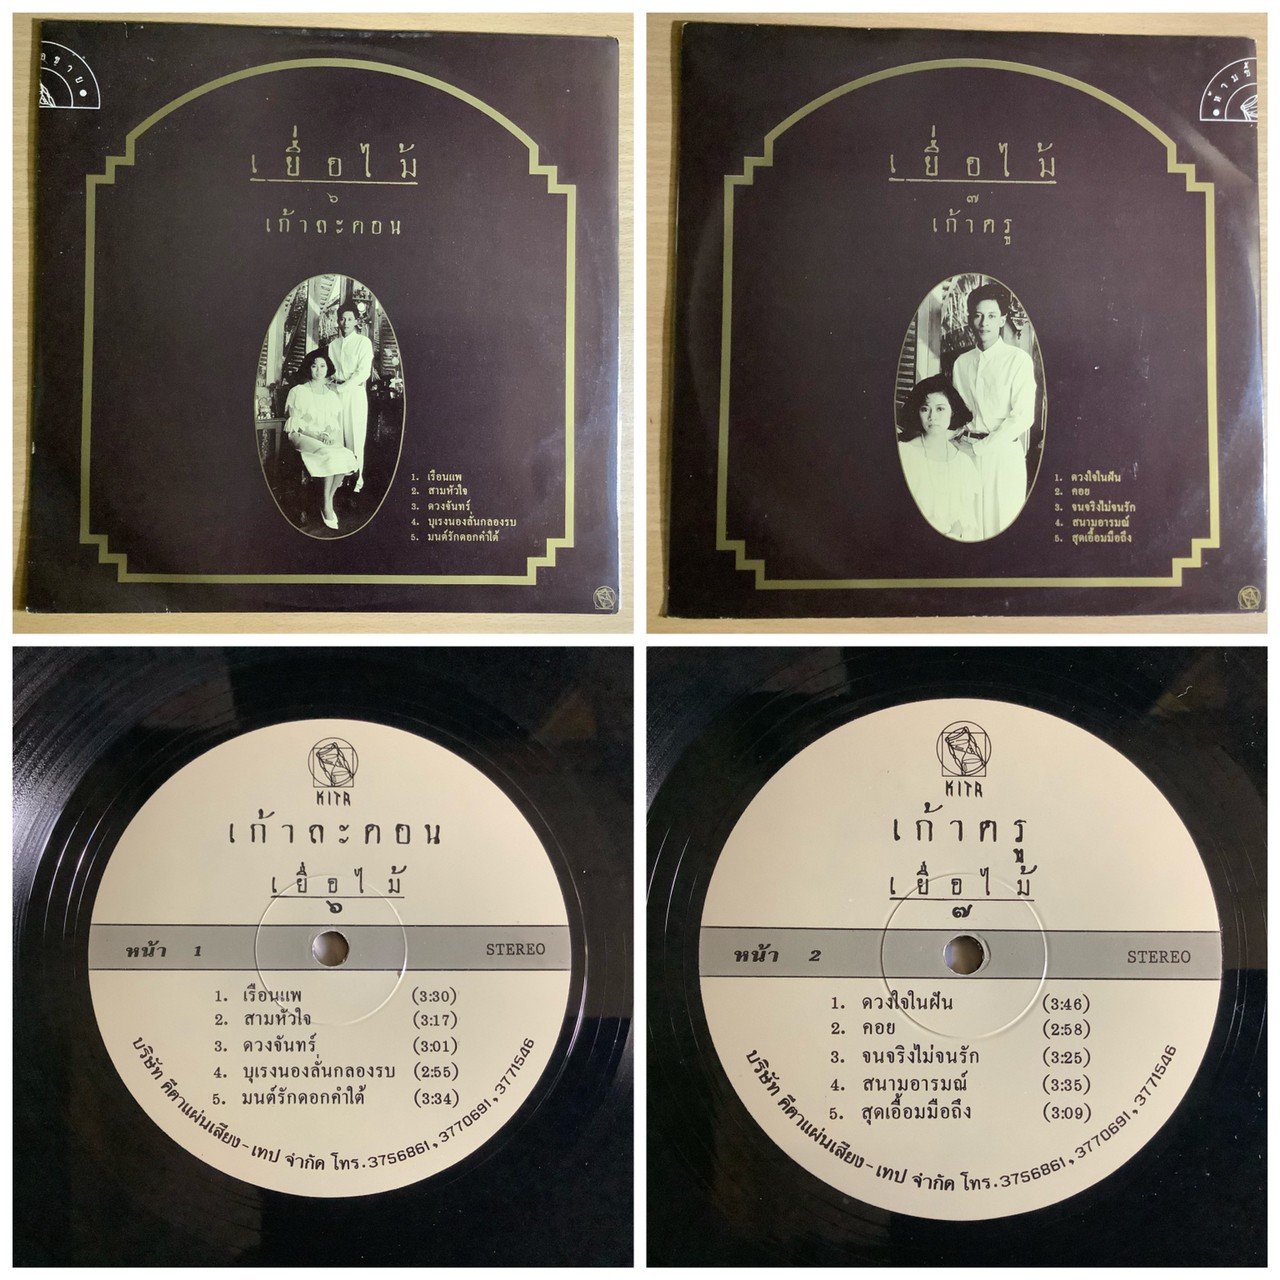 เยื่อไม้
๖
เก้าถะคอน
1. เรือนแพ
2. สามหัวใจ
3. ดวงจันทร์
4. บุเรงนองลั่นกลองรบ
5. มนต์รักดอกคำใต้
ห้ามซื้
เยื่อไม้
๗
เก้าครู
1. ดวงใจในฝัน
2. คอย
3. จนจริงไม่จนรัก
4. สนามอารมณ์
5. สุดเอื้อมมือถึง
KITA
เก้าถะคอน
เยื่อไม้
๖
หน้า 1 STEREO
1. เรือนแพ (3:30)
2. สามหัวใจ (3:17)
3. ดวงจันทร์ (3:01)
4. บุเรงนองลั่นกลองรบ (2:55)
5. มนต์รักดอกคำใต้ (3:34)
บริษัท คีตาแผ่นเสียง-เทป จำกัด โทร.3756861, 3770691, 3771546
KITA
เก้าครู
เยื่อไม้
๗
หน้า 2 STEREO
1. ดวงใจในฝัน (3:46)
2. คอย (2:58)
3. จนจริงไม่จนรัก (3:25)
4. สนามอารมณ์ (3:35)
5. สุดเอื้อมมือถึง (3:09)
บริษัท คีตาแผ่นเสียง-เทป จำกัด โทร.3756861, 3770691, 3771546